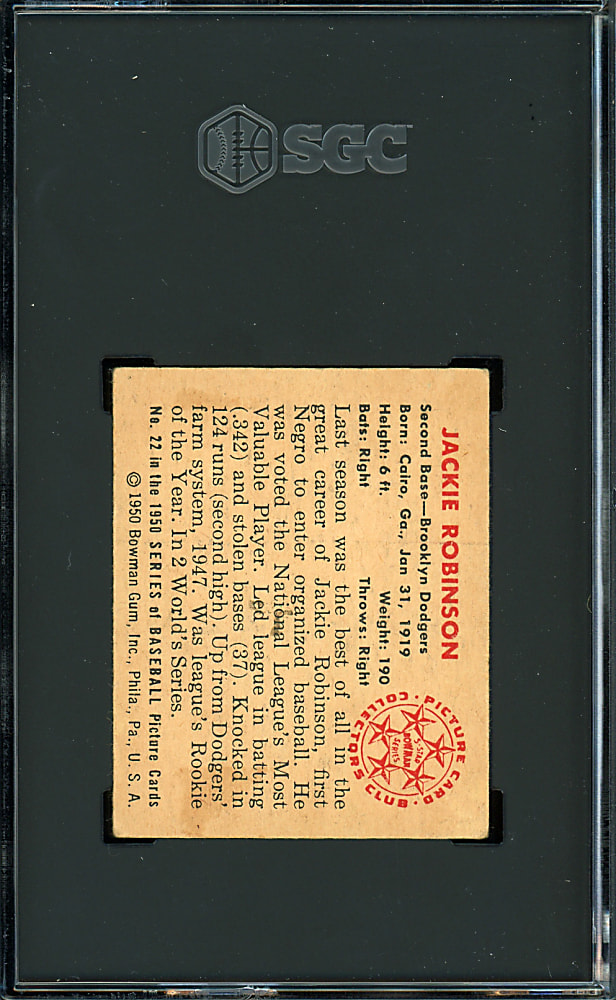 SGC
JACKIE ROBINSON
Second Base—Brooklyn Dodgers
Born: Cairo, Ga., Jan 31, 1919
Height: 6 ft. Weight: 190
Bats: Right Throws: Right
Last season was the best of all in the
great career of Jackie Robinson, first
Negro to enter organized baseball. He
was voted the National League's Most
Valuable Player. Led league in batting
(.342) and stolen bases (37). Knocked in
124 runs (second high). Up from Dodgers'
farm system, 1947. Was league's Rookie
of the Year. In 2 World's Series.
No. 22 in the 1950 SERIES of BASEBALL Picture Cards
© 1950 Bowman Gum, Inc., Phila., Pa., U. S. A.
PICTURE CARD
COLLECTORS CLUB
5-STAR
BOWMAN
SERIES